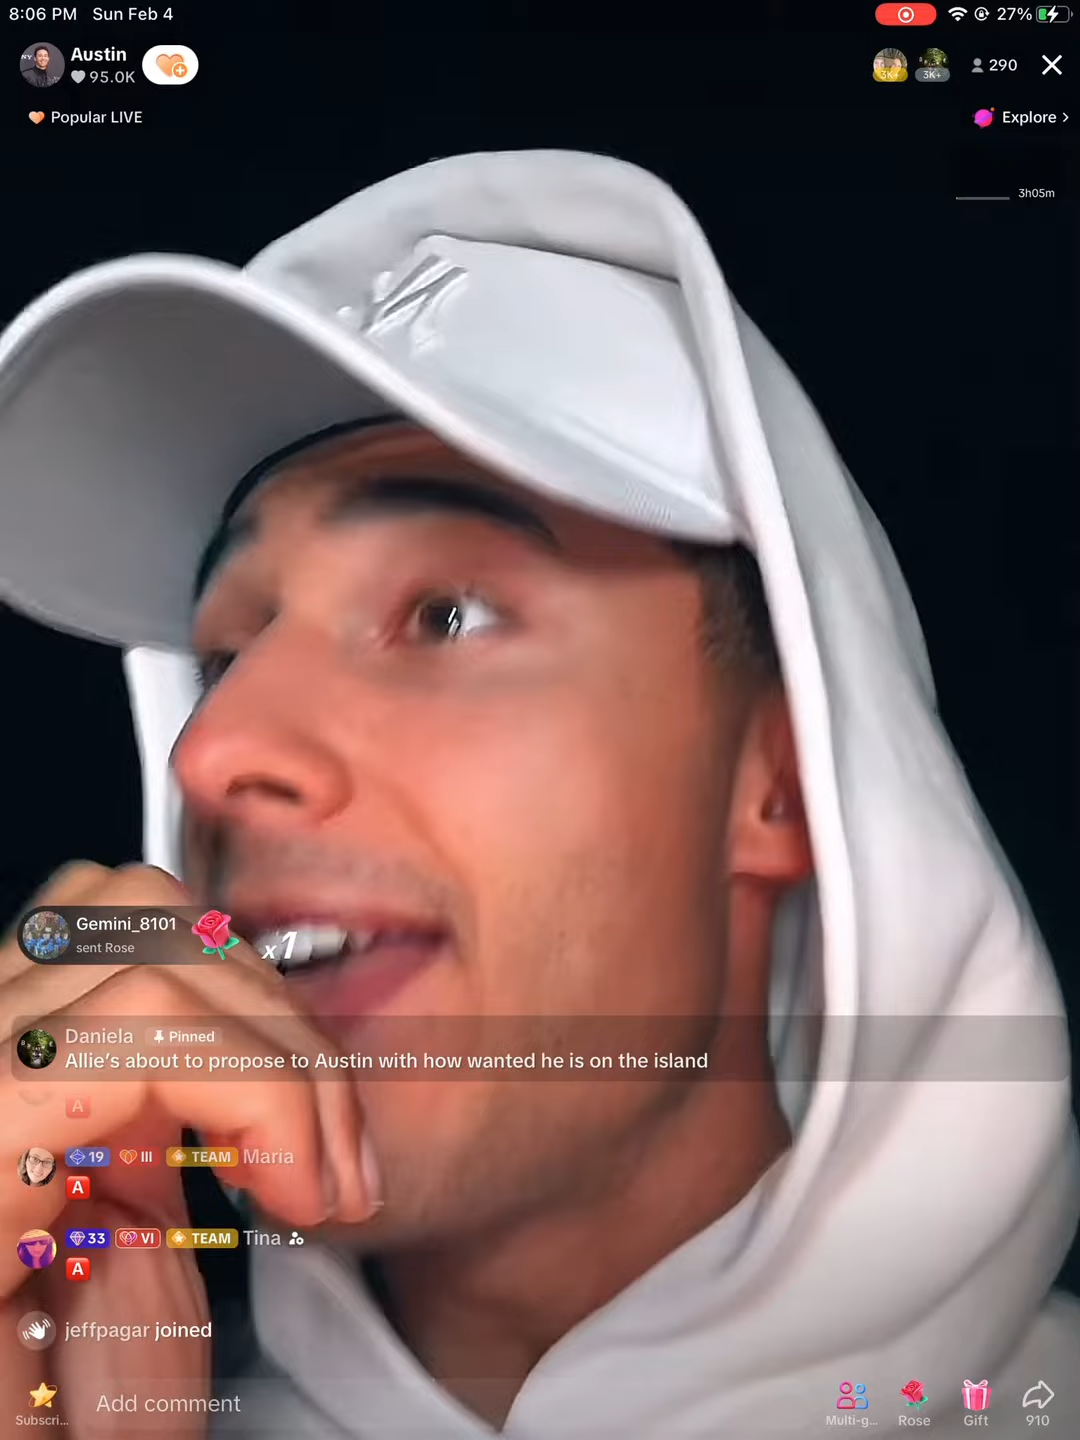 8:06 PM Sun Feb 4 27%
Austin
95.0K
3K+ 3K+ 290
Popular LIVE
Explore >
3h05m
Gemini_8101
sent Rose
x1
Daniela Pinned
Allie's about to propose to Austin with how wanted he is on the island
A
19 III TEAM Maria
A
33 VI TEAM Tina
A
jeffpagar joined
Subscri...
Add comment
Multi-g...
Rose
Gift
910